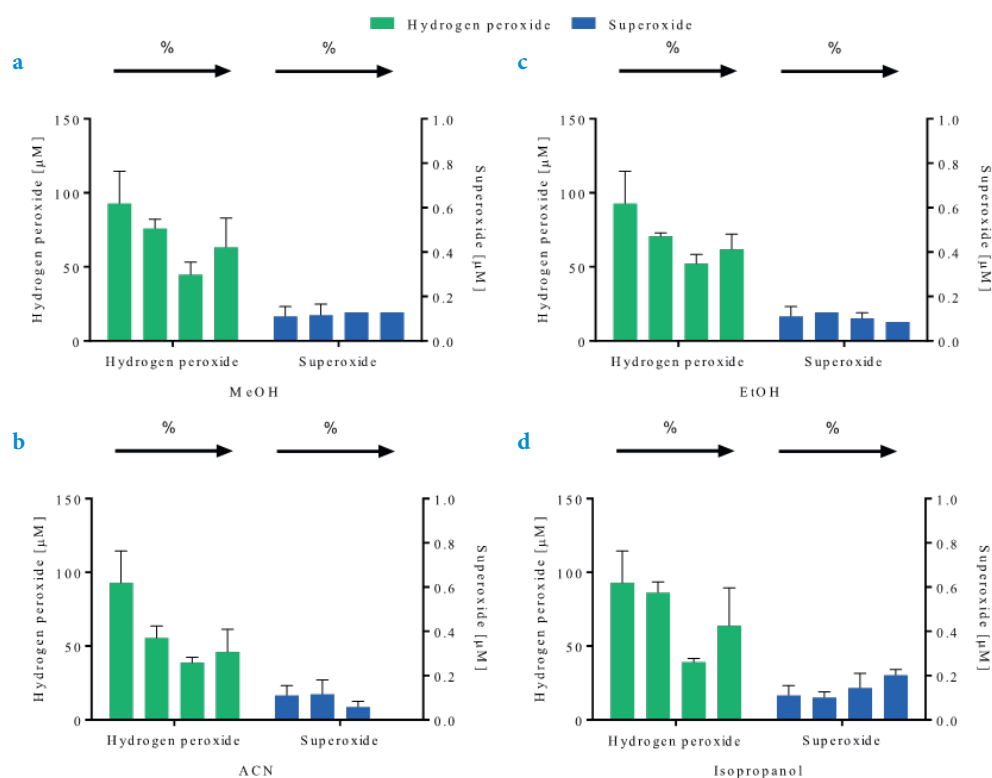 Hydrogen peroxide Superoxide
a
% %
150
100
50
0
Hydrogen peroxide [µM]
1.0
0.8
0.6
0.4
0.2
0.0
Superoxide [µM]
Hydrogen peroxide Superoxide
MeOH
c
% %
150
100
50
0
Hydrogen peroxide [µM]
1.0
0.8
0.6
0.4
0.2
0.0
Superoxide [µM]
Hydrogen peroxide Superoxide
EtOH
b
% %
150
100
50
0
Hydrogen peroxide [µM]
1.0
0.8
0.6
0.4
0.2
0.0
Superoxide [µM]
Hydrogen peroxide Superoxide
ACN
d
% %
150
100
50
0
Hydrogen peroxide [µM]
1.0
0.8
0.6
0.4
0.2
0.0
Superoxide [µM]
Hydrogen peroxide Superoxide
Isopropanol